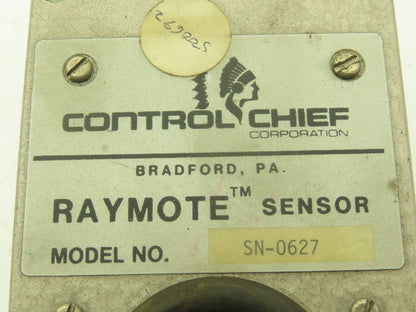 CONTROL CHIEF
CORPORATION
BRADFORD, PA.
RAYMOTE™ SENSOR
MODEL NO. SN-0627